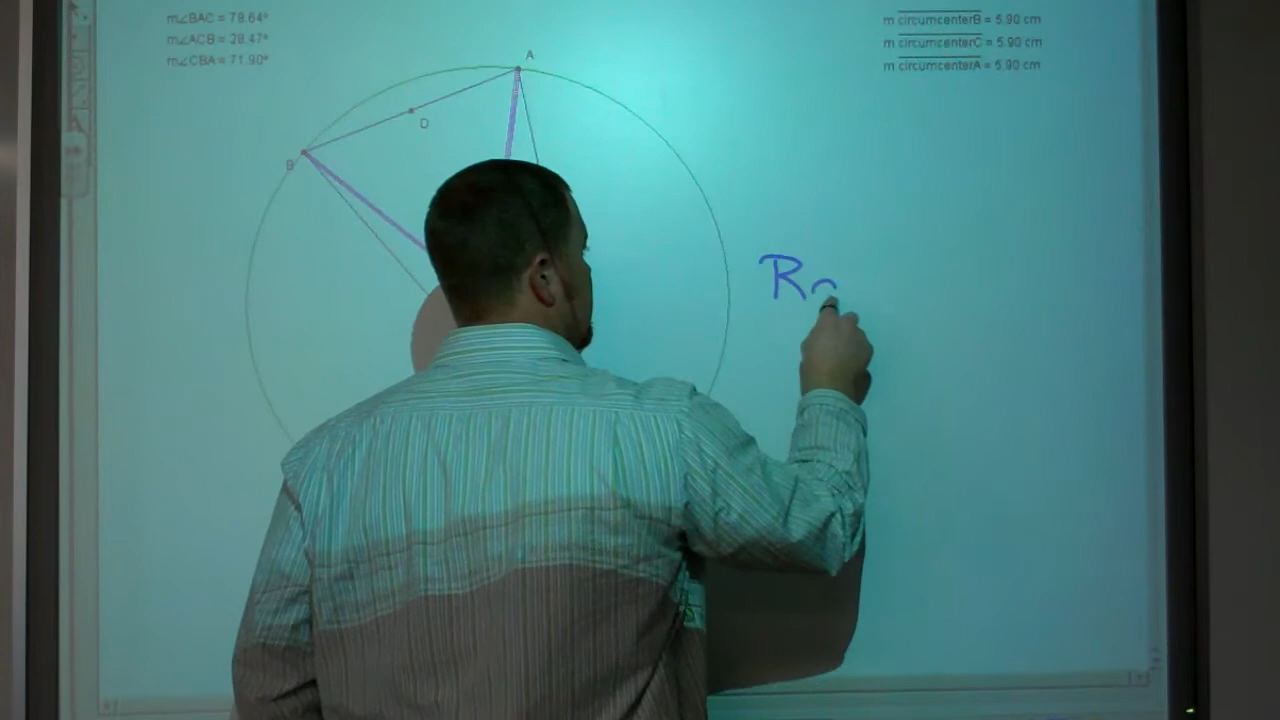 m∠BAC = 79.64°
m∠ACB = 28.47°
m∠CBA = 71.90°
m circumcenterB = 5.90 cm
m circumcenterC = 5.90 cm
m circumcenterA = 5.90 cm
A
D
B
R